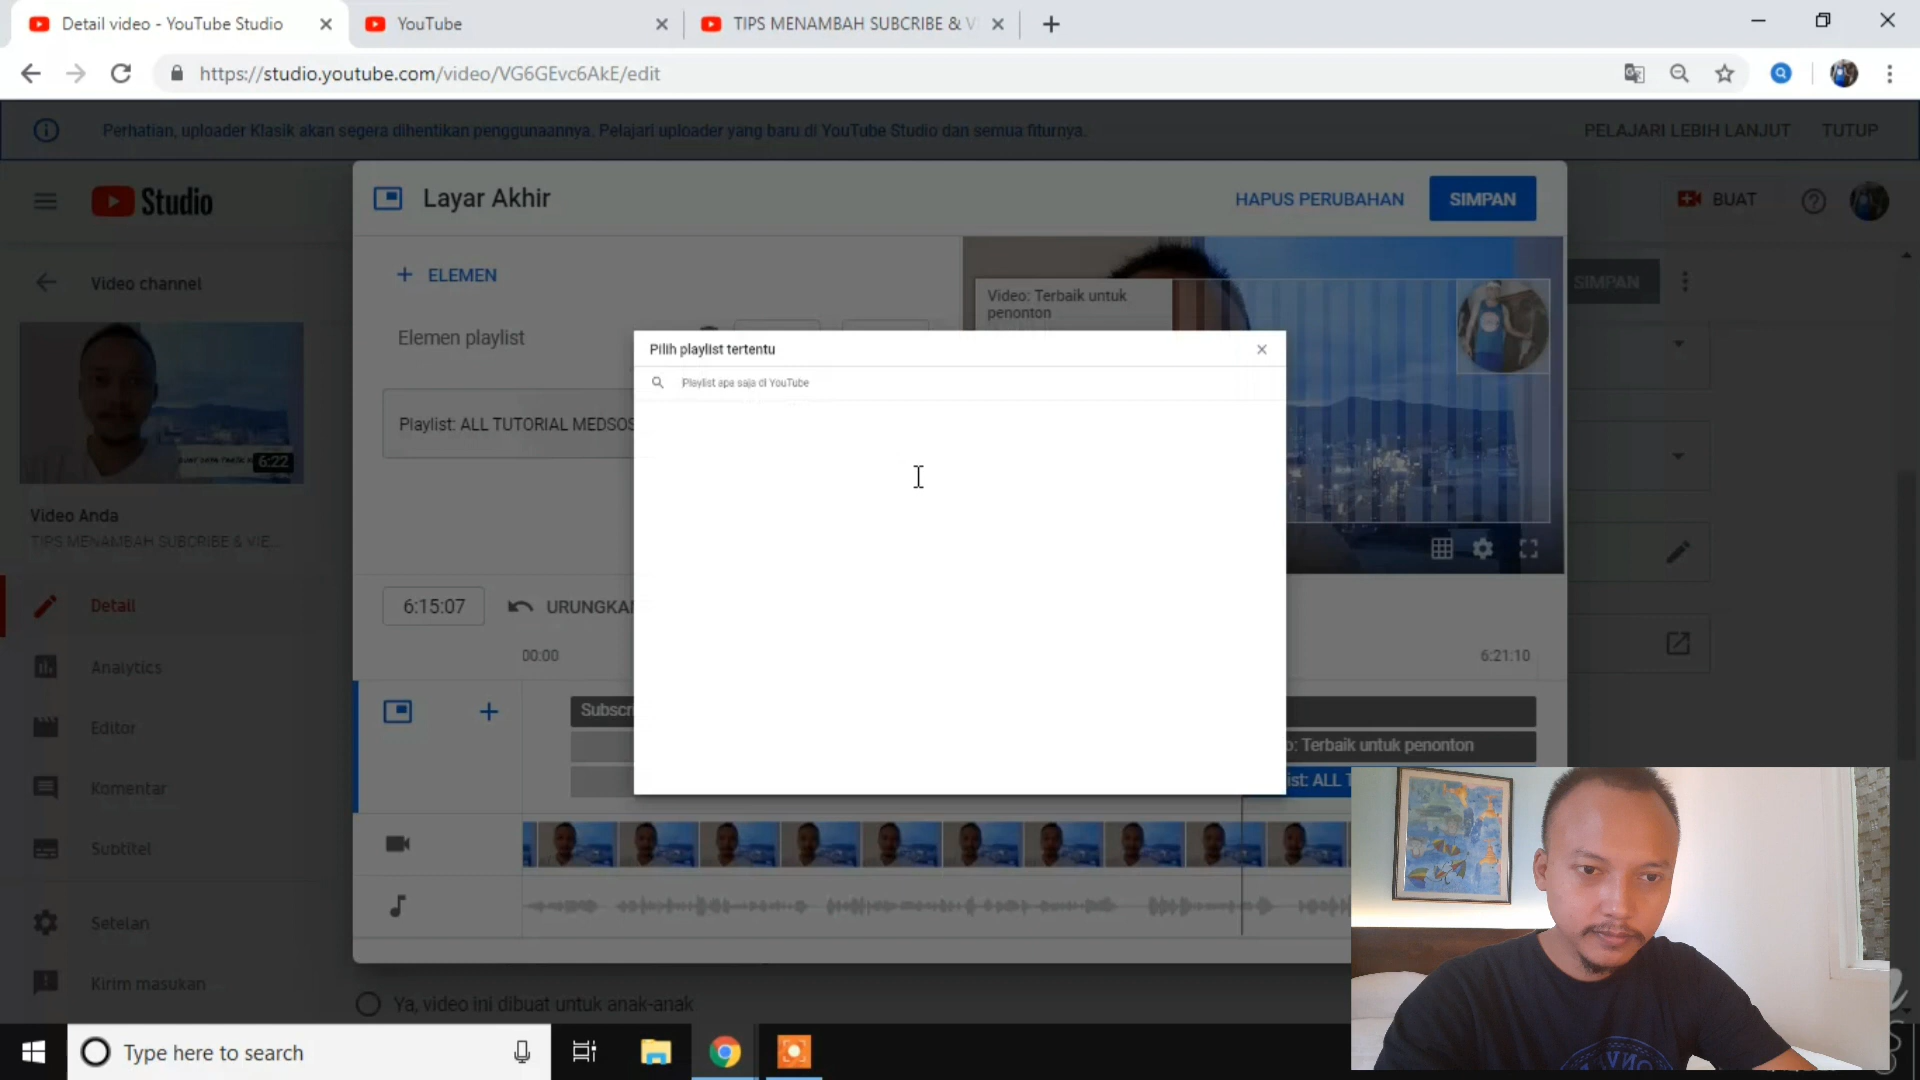 Detail video - YouTube Studio
YouTube
TIPS MENAMBAH SUBCRIBE & V
https://studio.youtube.com/video/VG6GEvc6AkE/edit
Perhatian, uploader Klasik akan segera dihentikan penggunaannya. Pelajari uploader yang baru di YouTube Studio dan semua fiturnya.
PELAJARI LEBIH LANJUT
TUTUP
Studio
Layar Akhir
HAPUS PERUBAHAN
SIMPAN
BUAT
Video channel
+ ELEMEN
SIMPAN
Video: Terbaik untuk
penonton
Elemen playlist
Pilih playlist tertentu
Playlist apa saja di YouTube
Playlist: ALL TUTORIAL MEDSOS
6:22
Video Anda
TIPS MENAMBAH SUBCRIBE & VIE...
Detail
6:15:07
URUNGKAN
00:00
6:21:10
Analytics
Subscri
Editor
o: Terbaik untuk penonton
list: ALL T
Komentar
Subtitel
Setelan
Kirim masukan
Ya, video ini dibuat untuk anak-anak
Type here to search